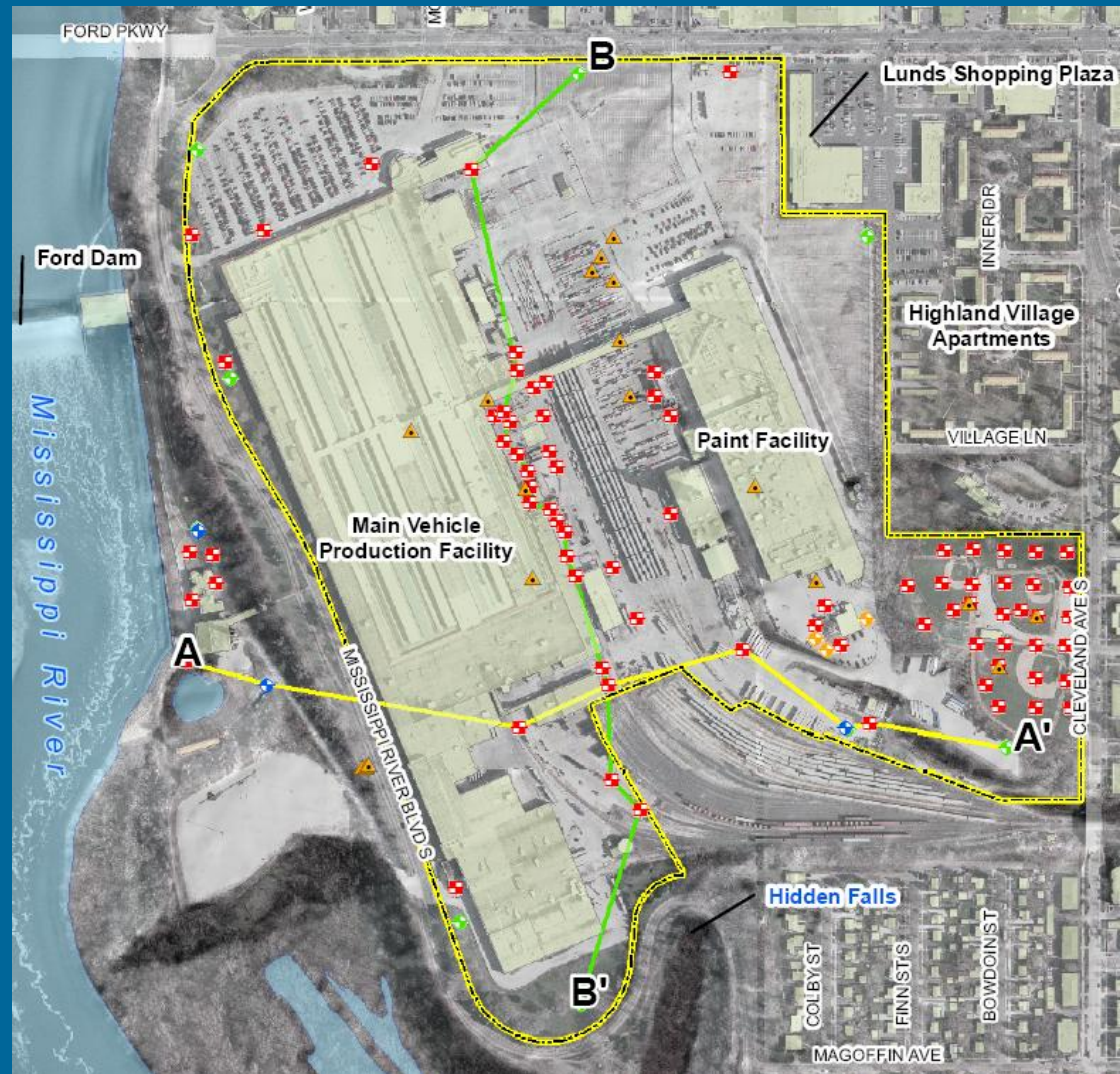 FORD PKWY
B
Lunds Shopping Plaza
INNER DR
Ford Dam
Highland Village
Apartments
Mississippi River
VILLAGE LN
Paint Facility
Main Vehicle
Production Facility
CLEVELAND AVE S
A
MISSISSIPPI RIVER BLVD S
A'
Hidden Falls
COLBY ST
FINN ST S
BOWDOIN ST
B'
MAGOFFIN AVE